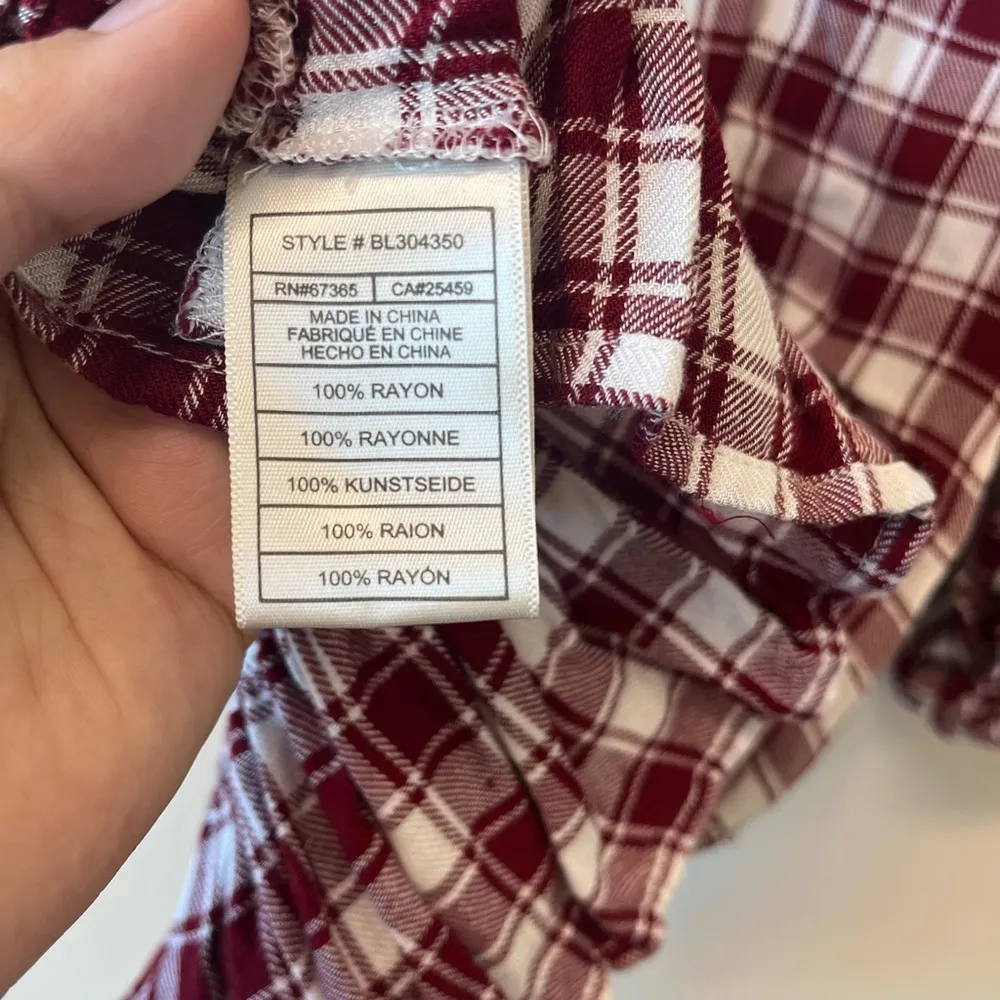 STYLE # BL304350
RN#67365 CA#25459
MADE IN CHINA
FABRIQUÉ EN CHINE
HECHO EN CHINA
100% RAYON
100% RAYONNE
100% KUNSTSEIDE
100% RAION
100% RAYÓN